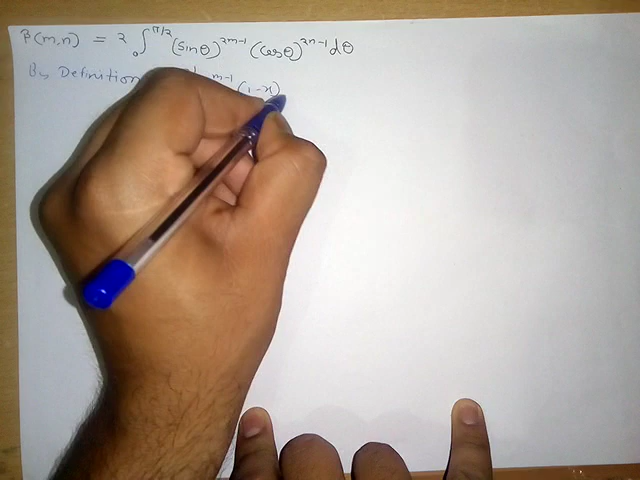 β(m,n) = 2 ∫₀^π/2 (sinθ)^2m-1 (cosθ)^2n-1 dθ
By Definition m-1 (1-x)